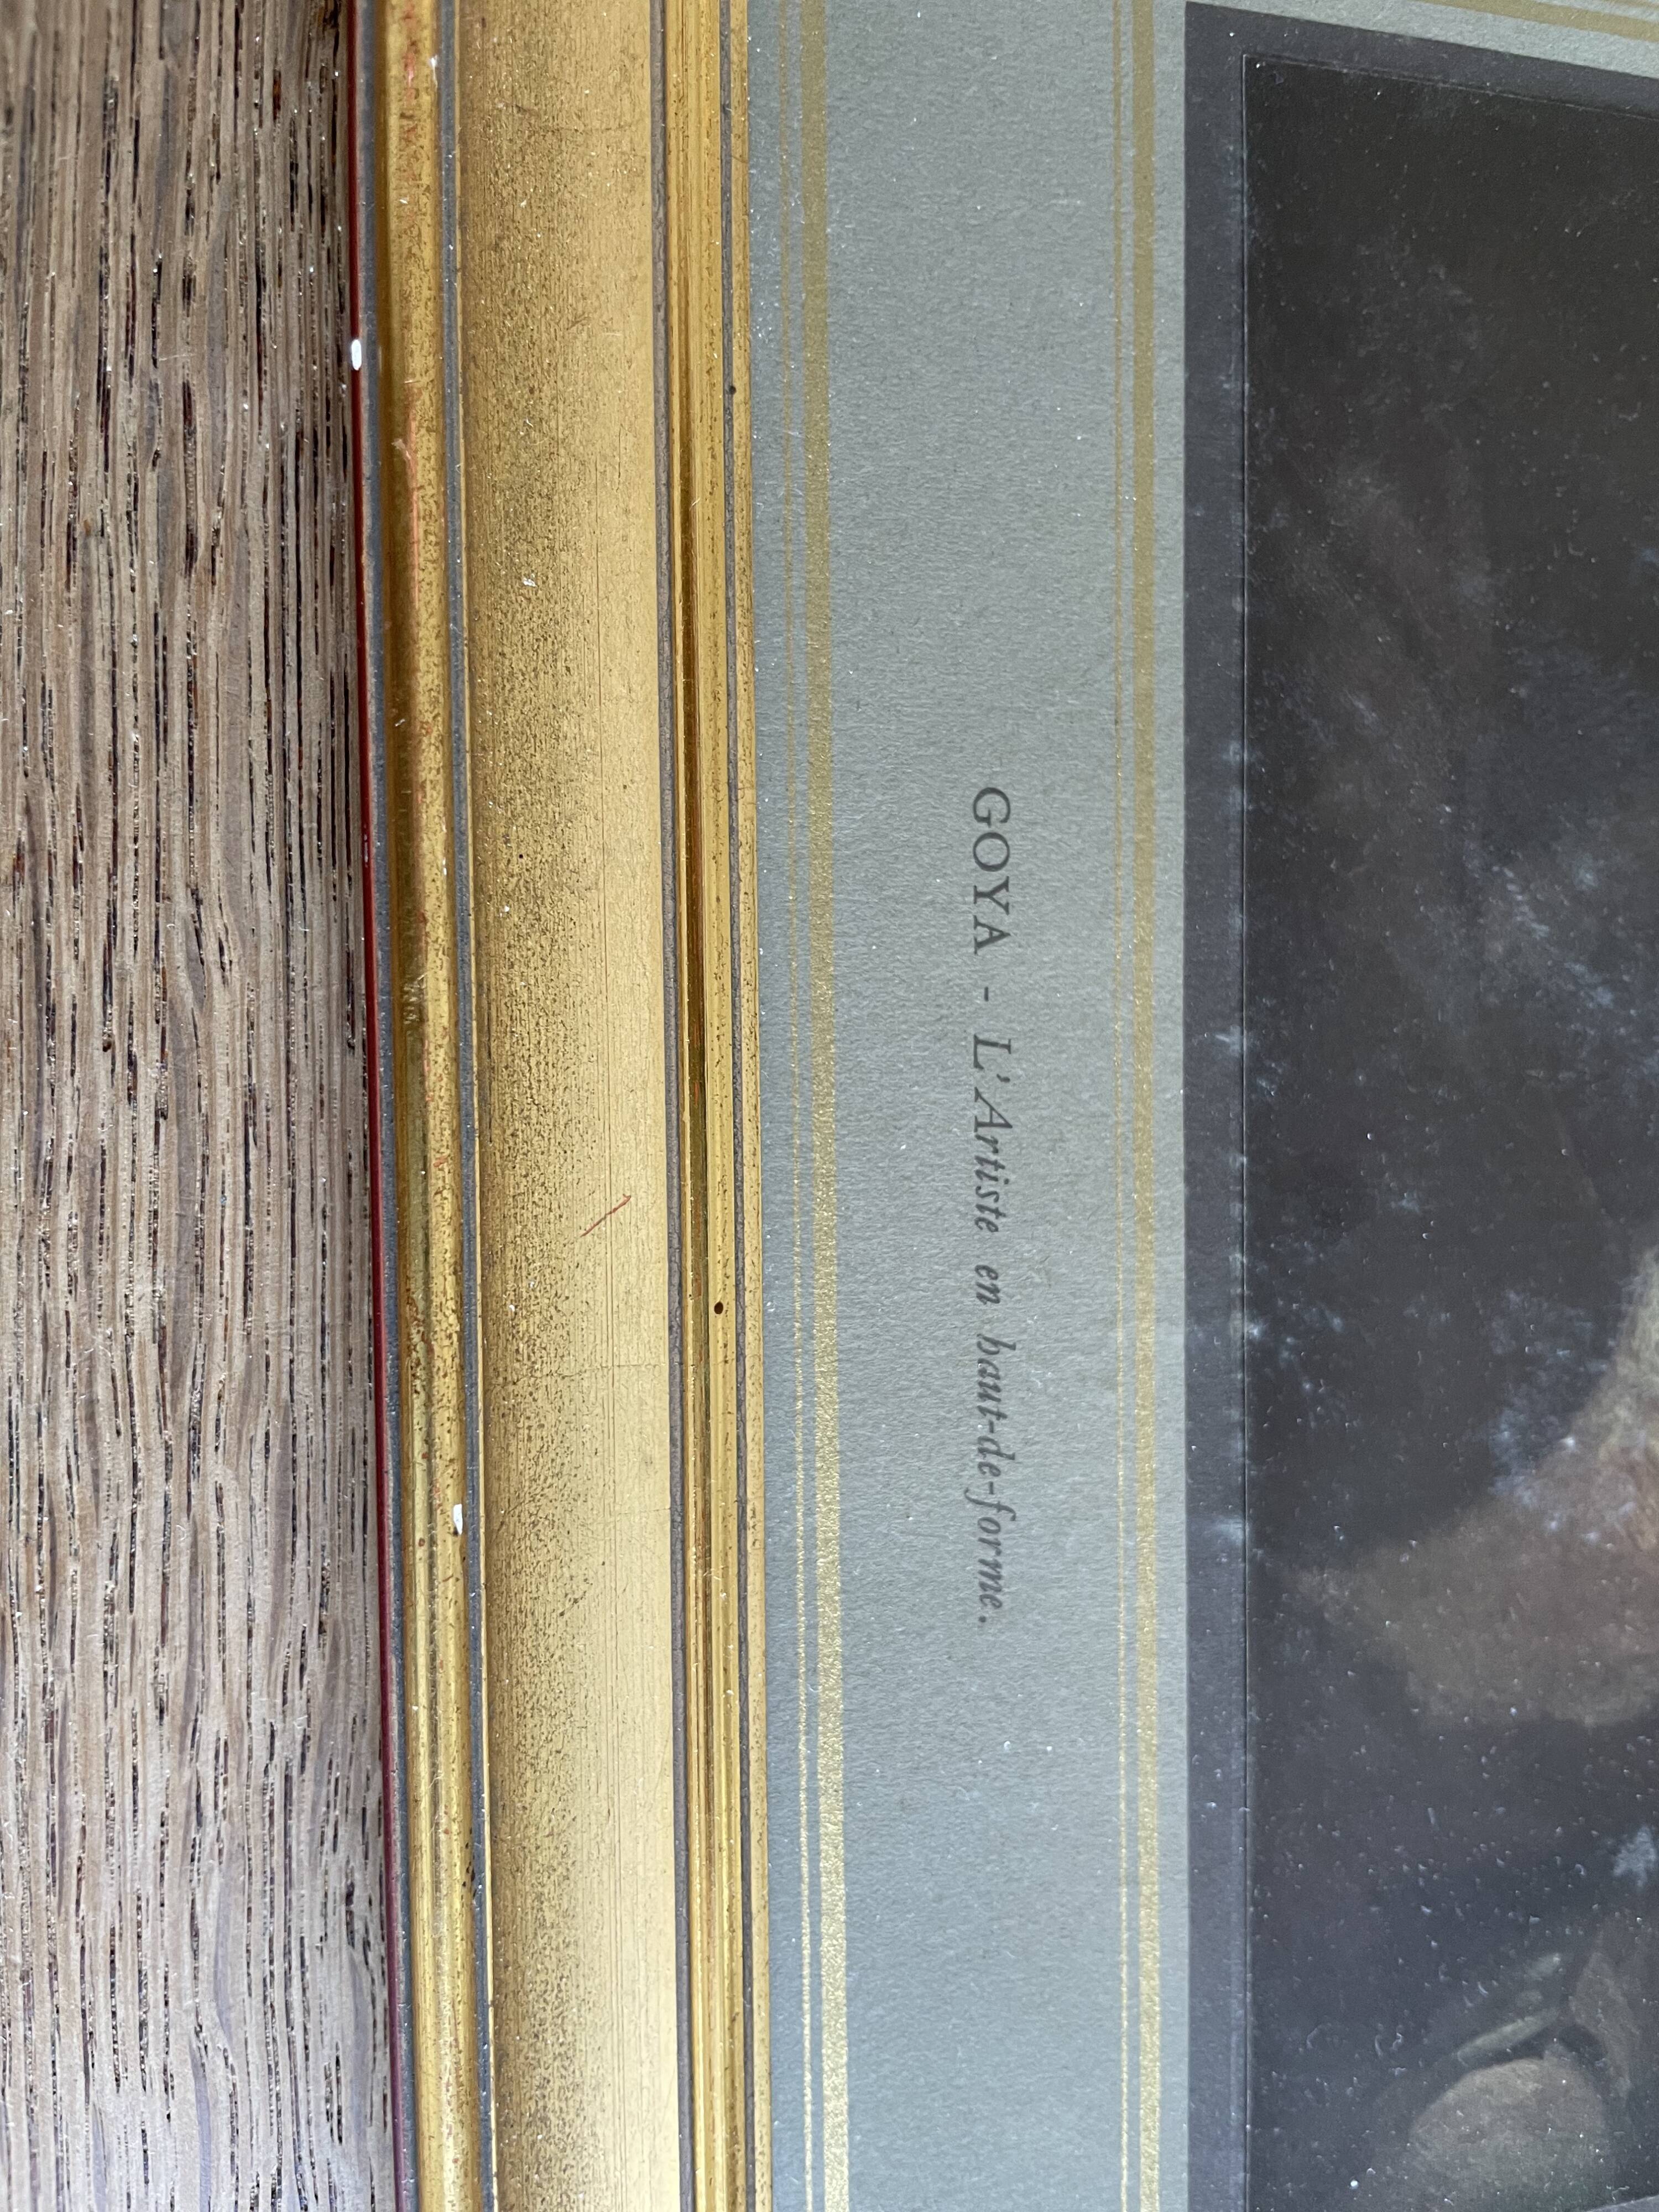 GOYA - L'Artiste en haut-de-forme.